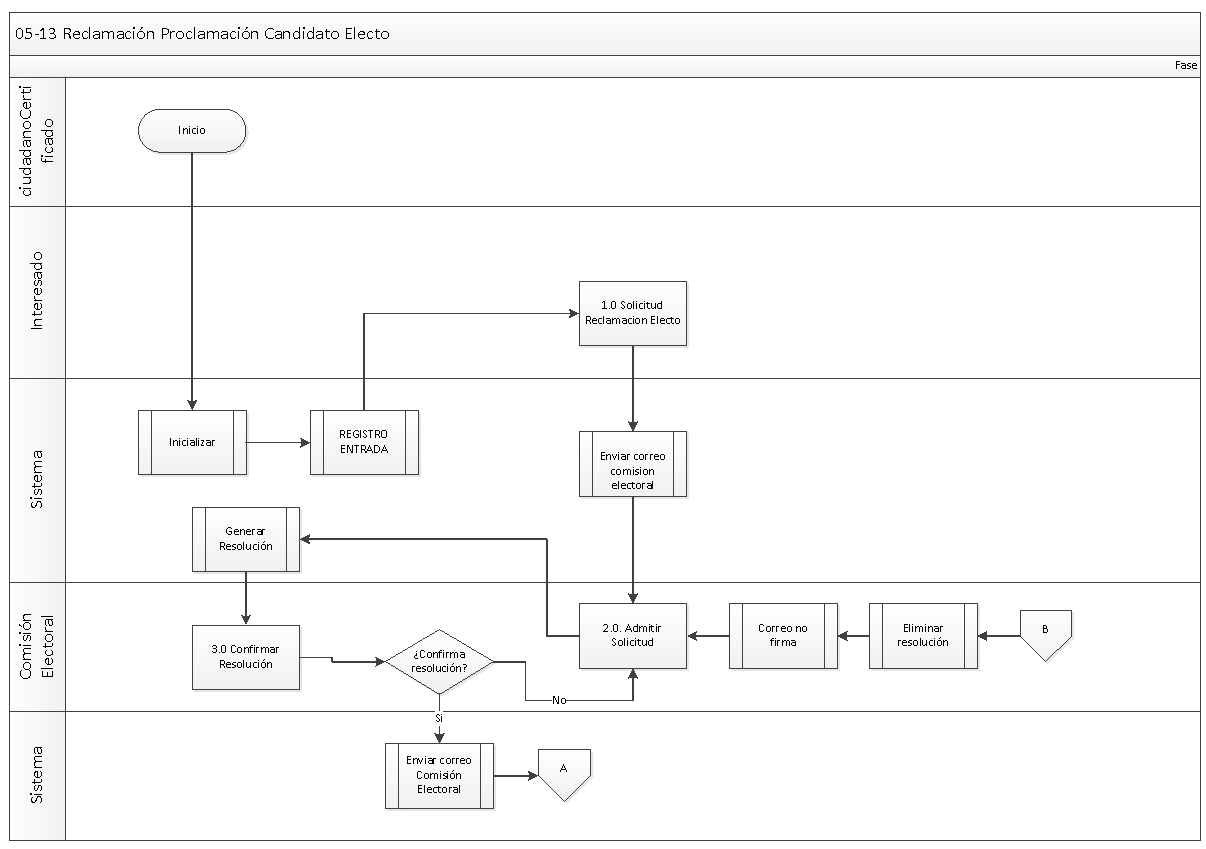 05-13 Reclamación Proclamación Candidato Electo
Fase
ciudadanoCerti
ficado
Inicio
Interesado
1.0 Solicitud
Reclamacion Electo
Sistema
Inicializar
REGISTRO
ENTRADA
Enviar correo
comision
electoral
Generar
Resolución
Comisión
Electoral
3.0 Confirmar
Resolución
¿Confirma
resolución?
No
Si
2.0. Admitir
Solicitud
Correo no
firma
Eliminar
resolución
B
Sistema
Enviar correo
Comisión
Electoral
A